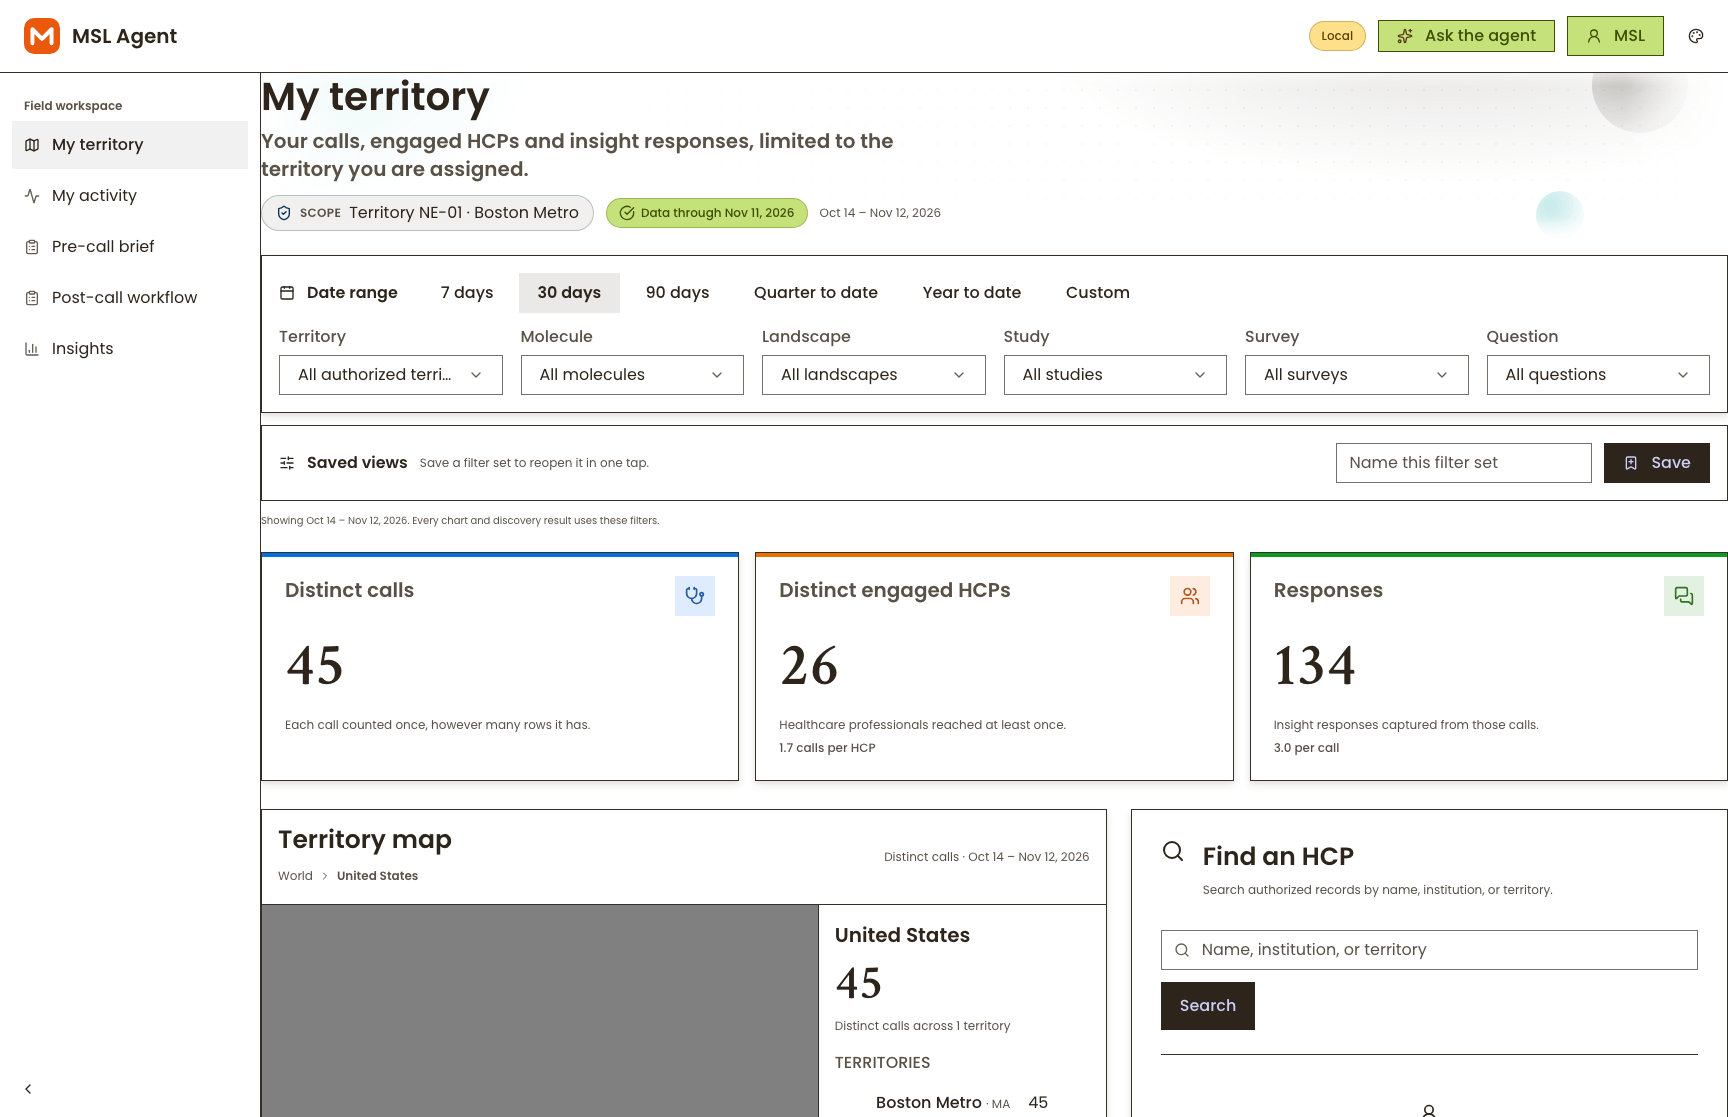 MSL Agent
Local
Ask the agent
MSL
Field workspace
My territory
My activity
Pre-call brief
Post-call workflow
Insights
My territory
Your calls, engaged HCPs and insight responses, limited to the
territory you are assigned.
SCOPE Territory NE-01 · Boston Metro
Data through Nov 11, 2026
Oct 14 – Nov 12, 2026
Date range
7 days
30 days
90 days
Quarter to date
Year to date
Custom
Territory
Molecule
Landscape
Study
Survey
Question
All authorized terri...
All molecules
All landscapes
All studies
All surveys
All questions
Saved views
Save a filter set to reopen it in one tap.
Name this filter set
Save
Showing Oct 14 – Nov 12, 2026. Every chart and discovery result uses these filters.
Distinct calls
45
Each call counted once, however many rows it has.
Distinct engaged HCPs
26
Healthcare professionals reached at least once.
1.7 calls per HCP
Responses
134
Insight responses captured from those calls.
3.0 per call
Territory map
World > United States
Distinct calls · Oct 14 – Nov 12, 2026
United States
45
Distinct calls across 1 territory
TERRITORIES
Boston Metro · MA 45
Find an HCP
Search authorized records by name, institution, or territory.
Name, institution, or territory
Search